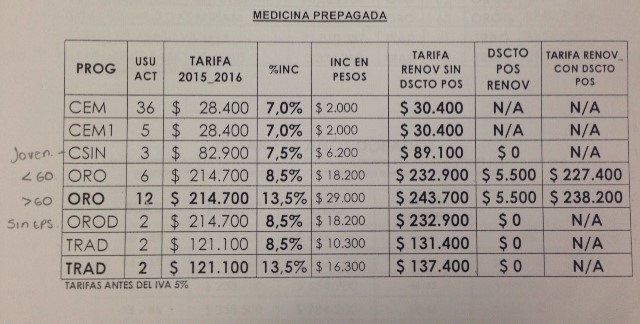 MEDICINA PREPAGADA
PROG USU ACT TARIFA 2015_2016 %INC INC EN PESOS TARIFA RENOV SIN DSCTO POS DSCTO POS RENOV TARIFA RENOV_ CON DSCTO POS
CEM 36 $ 28.400 7,0% $ 2.000 $ 30.400 N/A N/A
CEM1 5 $ 28.400 7,0% $ 2.000 $ 30.400 N/A N/A
Joven - CSIN 3 $ 82.900 7,5% $ 6.200 $ 89.100 $ 0 N/A
< 60 ORO 6 $ 214.700 8,5% $ 18.200 $ 232.900 $ 5.500 $ 227.400
> 60 ORO 12 $ 214.700 13,5% $ 29.000 $ 243.700 $ 5.500 $ 238.200
Sin EPS OROD 2 $ 214.700 8,5% $ 18.200 $ 232.900 $ 0 N/A
TRAD 2 $ 121.100 8,5% $ 10.300 $ 131.400 $ 0 N/A
TRAD 2 $ 121.100 13,5% $ 16.300 $ 137.400 $ 0 N/A
TARIFAS ANTES DEL IVA 5%